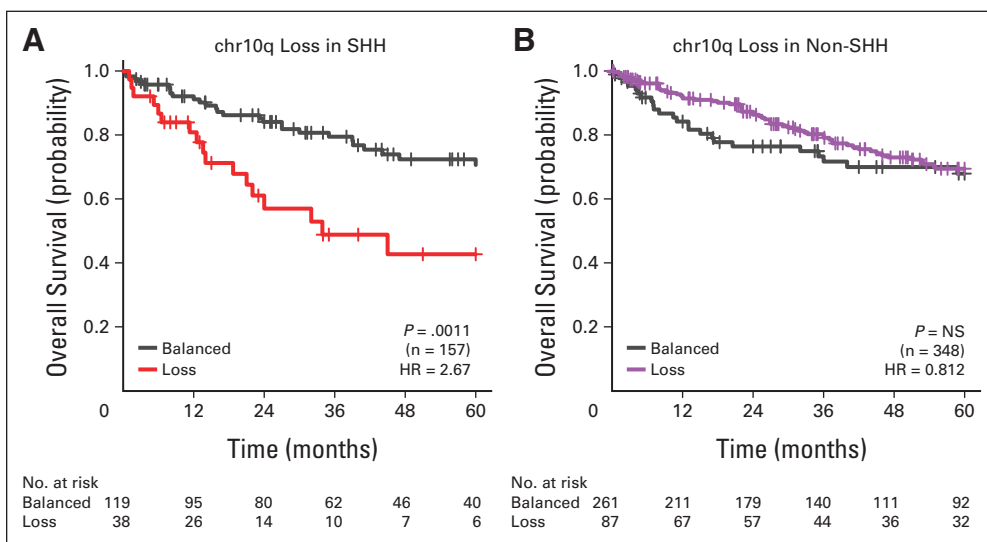 A
chr10q Loss in SHH
Overall Survival (probability)
1.0
0.8
0.6
0.4
0.2
0
12
24
36
48
60
Time (months)
Balanced
Loss
P = .0011
(n = 157)
HR = 2.67
No. at risk
Balanced 119 95 80 62 46 40
Loss 38 26 14 10 7 6
B
chr10q Loss in Non-SHH
Overall Survival (probability)
1.0
0.8
0.6
0.4
0.2
0
12
24
36
48
60
Time (months)
Balanced
Loss
P = NS
(n = 348)
HR = 0.812
No. at risk
Balanced 261 211 179 140 111 92
Loss 87 67 57 44 36 32